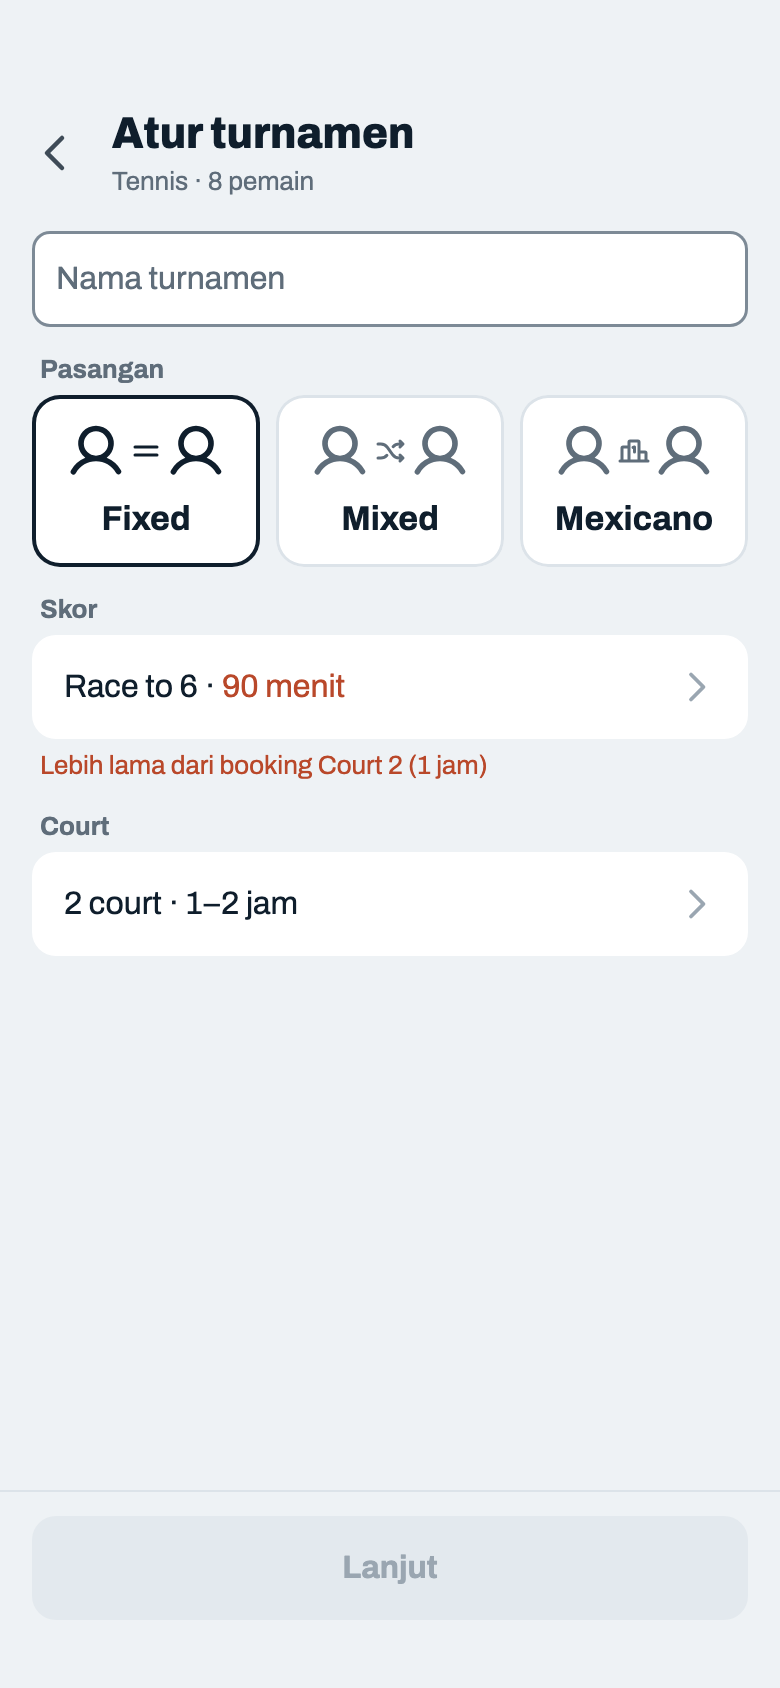 Atur turnamen
Tennis · 8 pemain
Nama turnamen
Pasangan
Fixed
Mixed
Mexicano
Skor
Race to 6 · 90 menit
Lebih lama dari booking Court 2 (1 jam)
Court
2 court · 1–2 jam
Lanjut